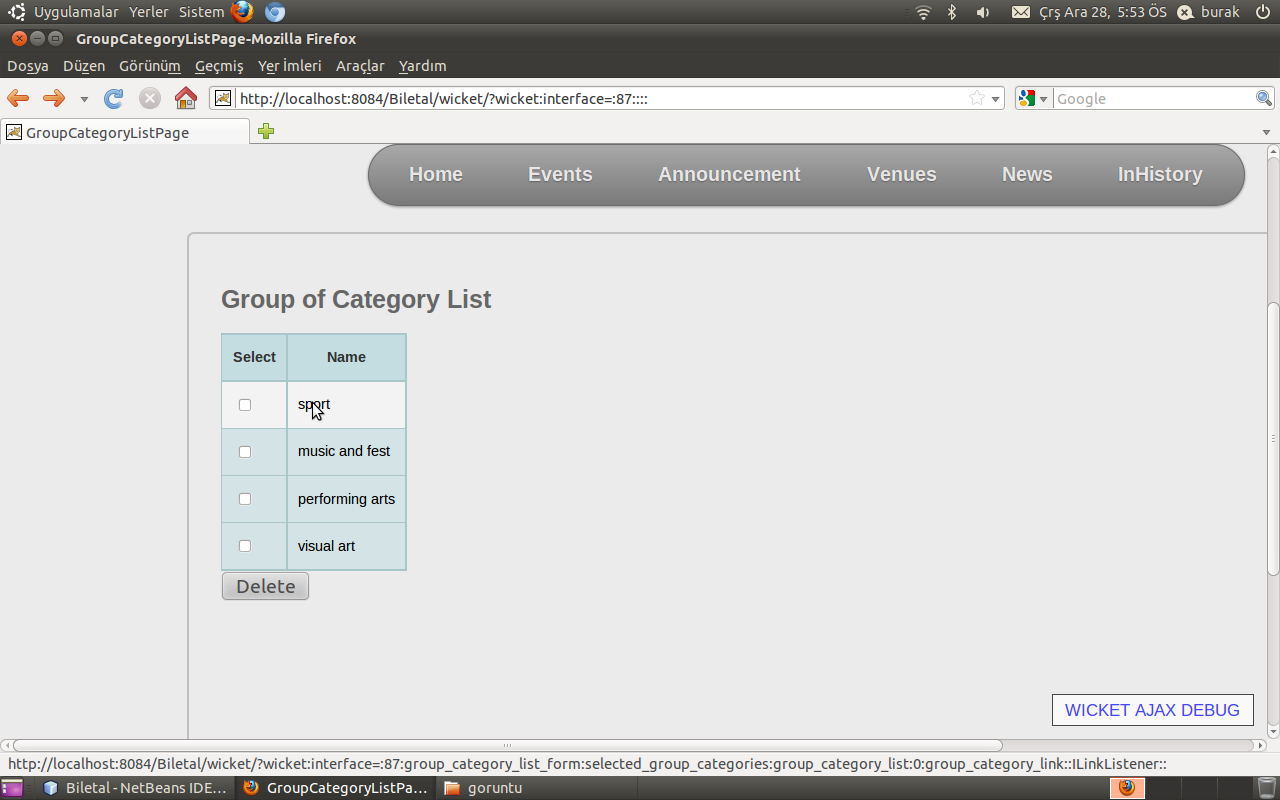 Uygulamalar Yerler Sistem Çrş Ara 28, 5:53 ÖS burak
GroupCategoryListPage-Mozilla Firefox
Dosya Düzen Görünüm Geçmiş Yer İmleri Araçlar Yardım
http://localhost:8084/Biletal/wicket/?wicket:interface=:87:::: Google
GroupCategoryListPage
Home Events Announcement Venues News InHistory
Group of Category List
Select Name
sport
music and fest
performing arts
visual art
Delete
WICKET AJAX DEBUG
http://localhost:8084/Biletal/wicket/?wicket:interface=:87:group_category_list_form:selected_group_categories:group_category_list:0:group_category_link::ILinkListener::
Biletal - NetBeans IDE... GroupCategoryListPa... goruntu